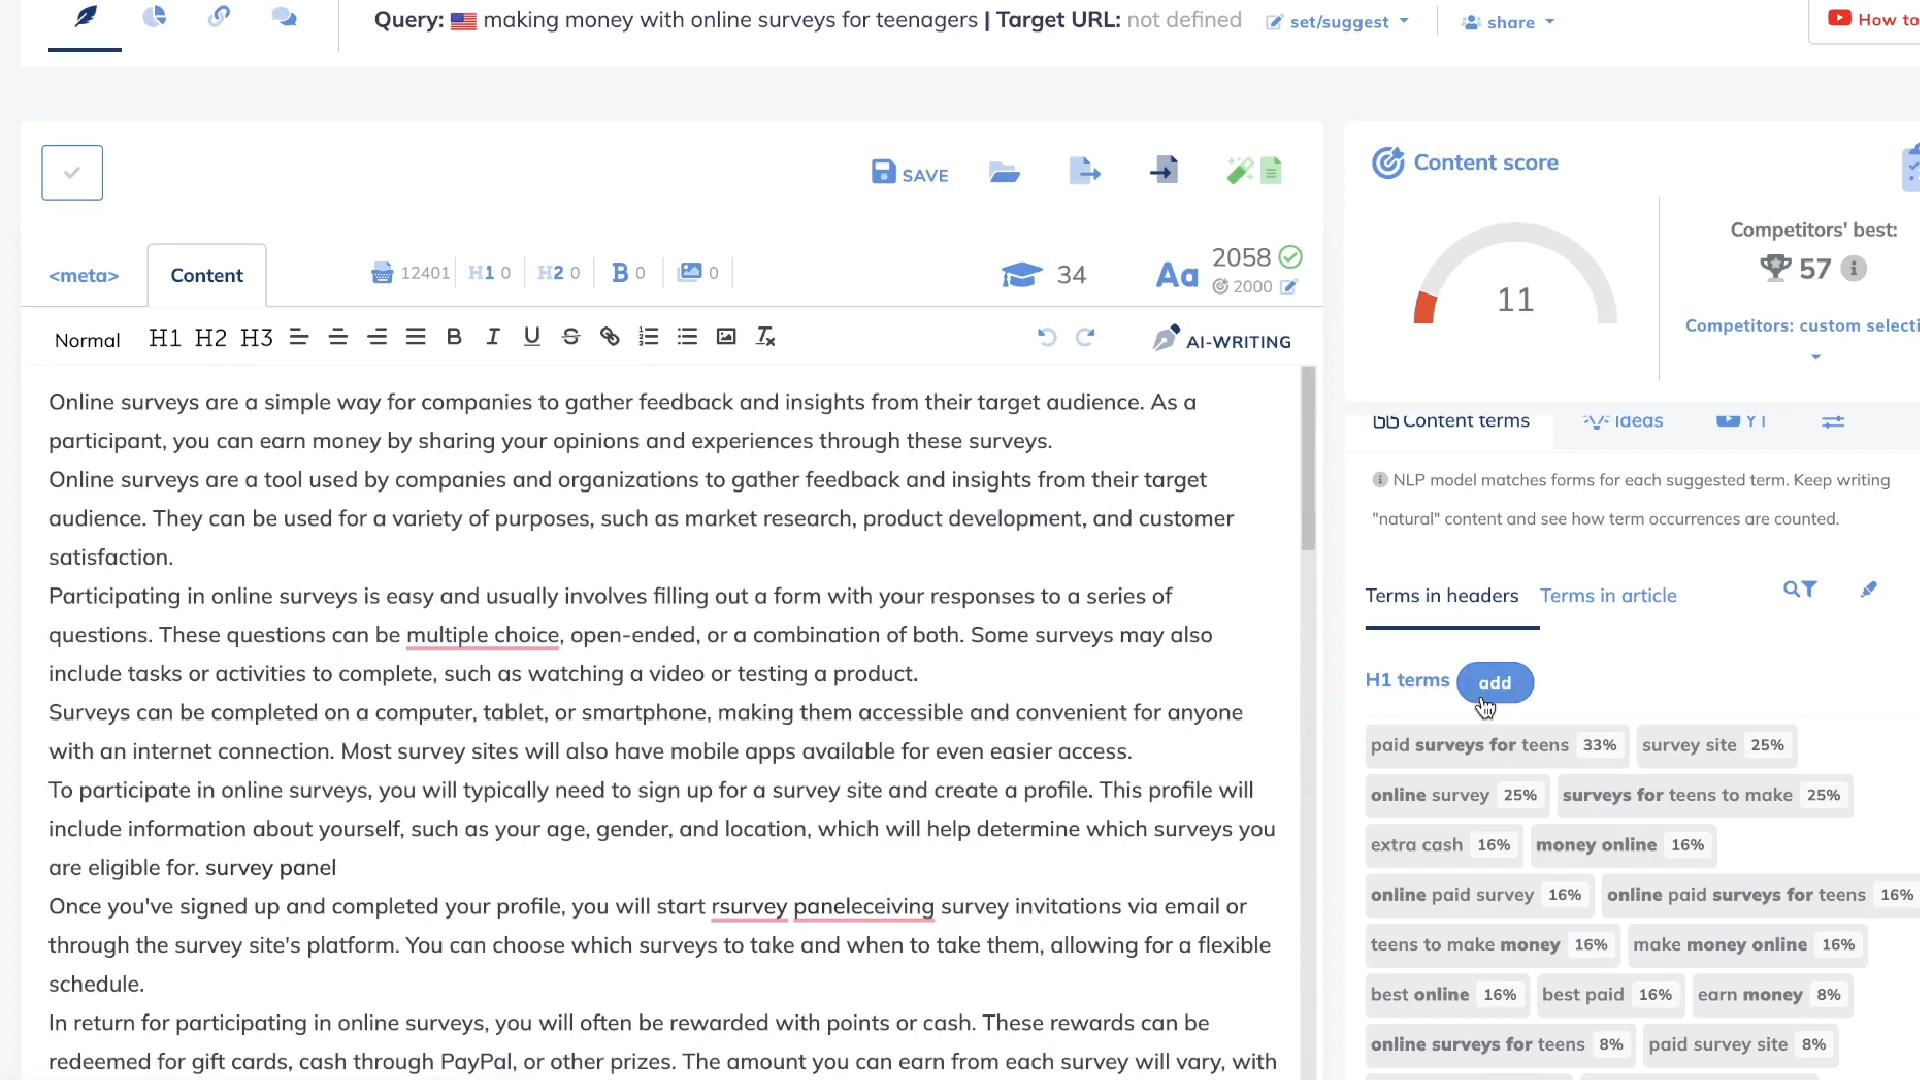 Query: making money with online surveys for teenagers | Target URL: not defined set/suggest share How to
SAVE
Content score
Competitors' best:
57
11
Competitors: custom selecti
<meta> Content 12401 H1 0 H2 0 B 0 0 34 Aa 2058
2000
Normal H1 H2 H3 B I U S AI-WRITING
Online surveys are a simple way for companies to gather feedback and insights from their target audience. As a
participant, you can earn money by sharing your opinions and experiences through these surveys.
Online surveys are a tool used by companies and organizations to gather feedback and insights from their target
audience. They can be used for a variety of purposes, such as market research, product development, and customer
satisfaction.
Participating in online surveys is easy and usually involves filling out a form with your responses to a series of
questions. These questions can be multiple choice, open-ended, or a combination of both. Some surveys may also
include tasks or activities to complete, such as watching a video or testing a product.
Surveys can be completed on a computer, tablet, or smartphone, making them accessible and convenient for anyone
with an internet connection. Most survey sites will also have mobile apps available for even easier access.
To participate in online surveys, you will typically need to sign up for a survey site and create a profile. This profile will
include information about yourself, such as your age, gender, and location, which will help determine which surveys you
are eligible for. survey panel
Once you've signed up and completed your profile, you will start rsurvey paneleceiving survey invitations via email or
through the survey site's platform. You can choose which surveys to take and when to take them, allowing for a flexible
schedule.
In return for participating in online surveys, you will often be rewarded with points or cash. These rewards can be
redeemed for gift cards, cash through PayPal, or other prizes. The amount you can earn from each survey will vary, with
Content terms Ideas YT
NLP model matches forms for each suggested term. Keep writing
"natural" content and see how term occurrences are counted.
Terms in headers Terms in article
H1 terms add
paid surveys for teens 33% survey site 25%
online survey 25% surveys for teens to make 25%
extra cash 16% money online 16%
online paid survey 16% online paid surveys for teens 16%
teens to make money 16% make money online 16%
best online 16% best paid 16% earn money 8%
online surveys for teens 8% paid survey site 8%